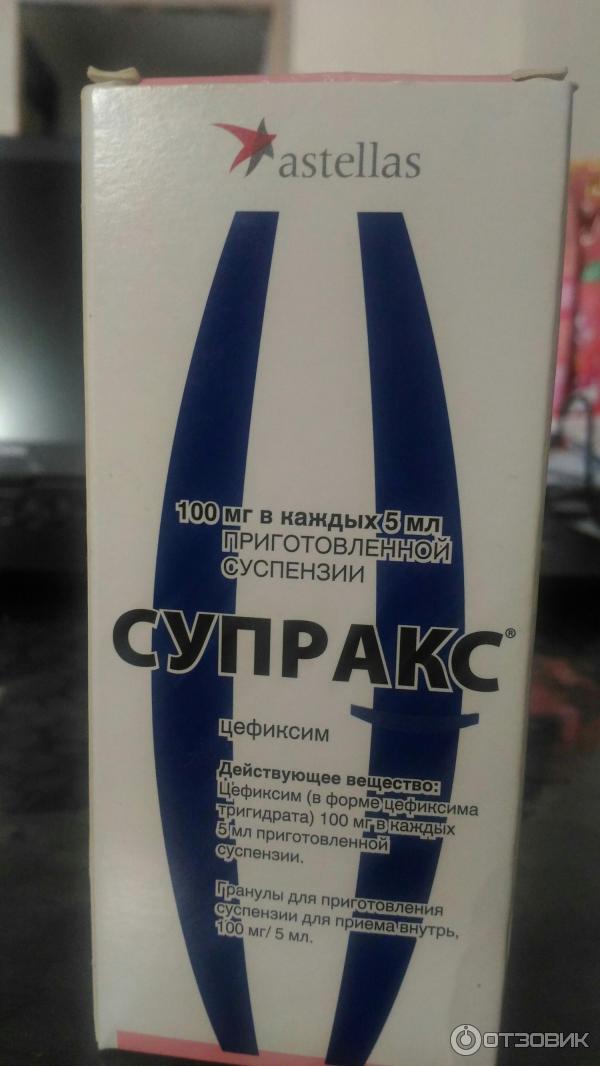 astellas
100 мг в каждых 5 мл
ПРИГОТОВЛЕННОЙ
СУСПЕНЗИИ
СУПРАКС®
цефиксим
Действующее вещество:
Цефиксим (в форме цефиксима
тригидрата) 100 мг в каждых
5 мл приготовленной
суспензии.
Гранулы для приготовления
суспензии для приема внутрь,
100 мг/ 5 мл.
ОТЗОВИК